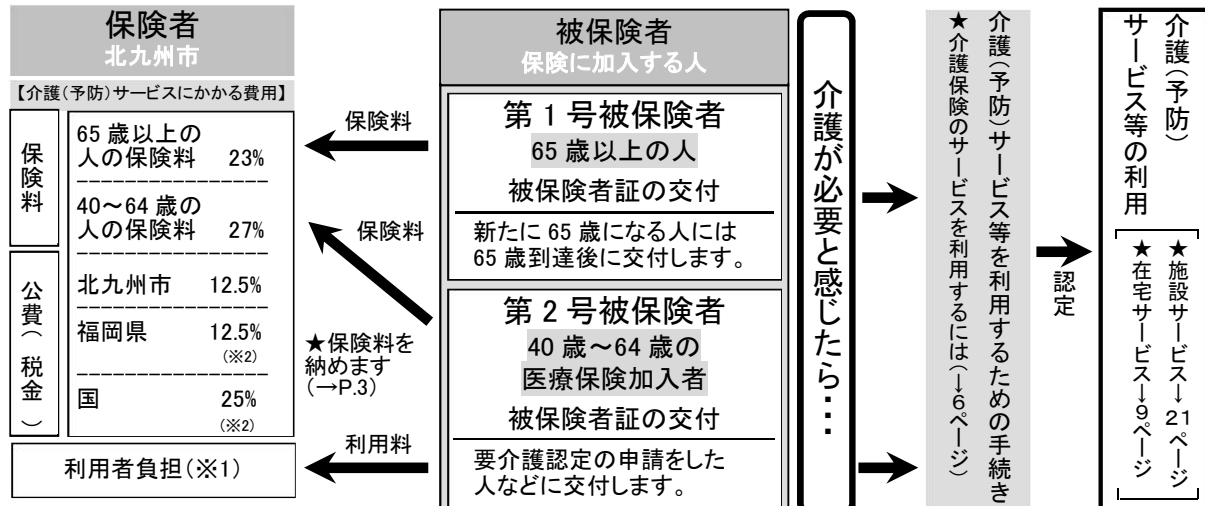 保険者
北九州市
【介護(予防)サービスにかかる費用】
保険料
65 歳以上の
人の保険料 23%
40~64 歳の
人の保険料 27%
公費(税金)
北九州市 12.5%
福岡県 12.5%
(※2)
国 25%
(※2)
利用者負担(※1)
保険料
保険料
★保険料を
納めます
(→P.3)
利用料
被保険者
保険に加入する人
第 1 号被保険者
65 歳以上の人
被保険者証の交付
新たに 65 歳になる人には
65 歳到達後に交付します。
第 2 号被保険者
40 歳~64 歳の
医療保険加入者
被保険者証の交付
要介護認定の申請をした
人などに交付します。
介護が必要と感じたら・・・
介護(予防)サービス等を利用するための手続き
★介護保険のサービスを利用するには(→6ページ)
認定
介護(予防)
サービス等の利用
★施設サービス→21ページ
★在宅サービス→9ページ